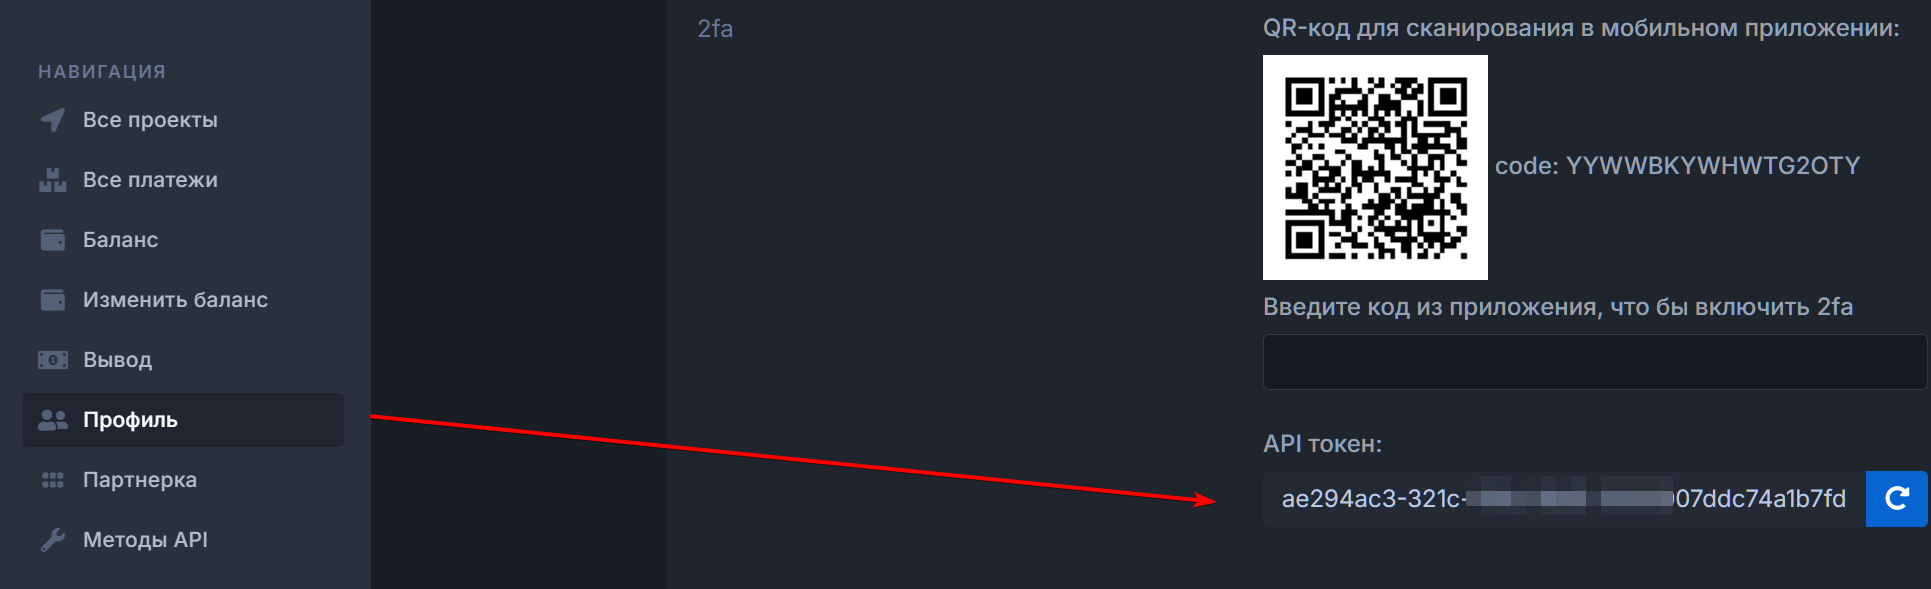 НАВИГАЦИЯ
Все проекты
Все платежи
Баланс
Изменить баланс
Вывод
Профиль
Партнерка
Методы API
2fa
QR-код для сканирования в мобильном приложении:
code: YYWWBKYWHWTG2OTY
Введите код из приложения, что бы включить 2fa
API токен:
ae294ac3-321c- 07ddc74a1b7fd